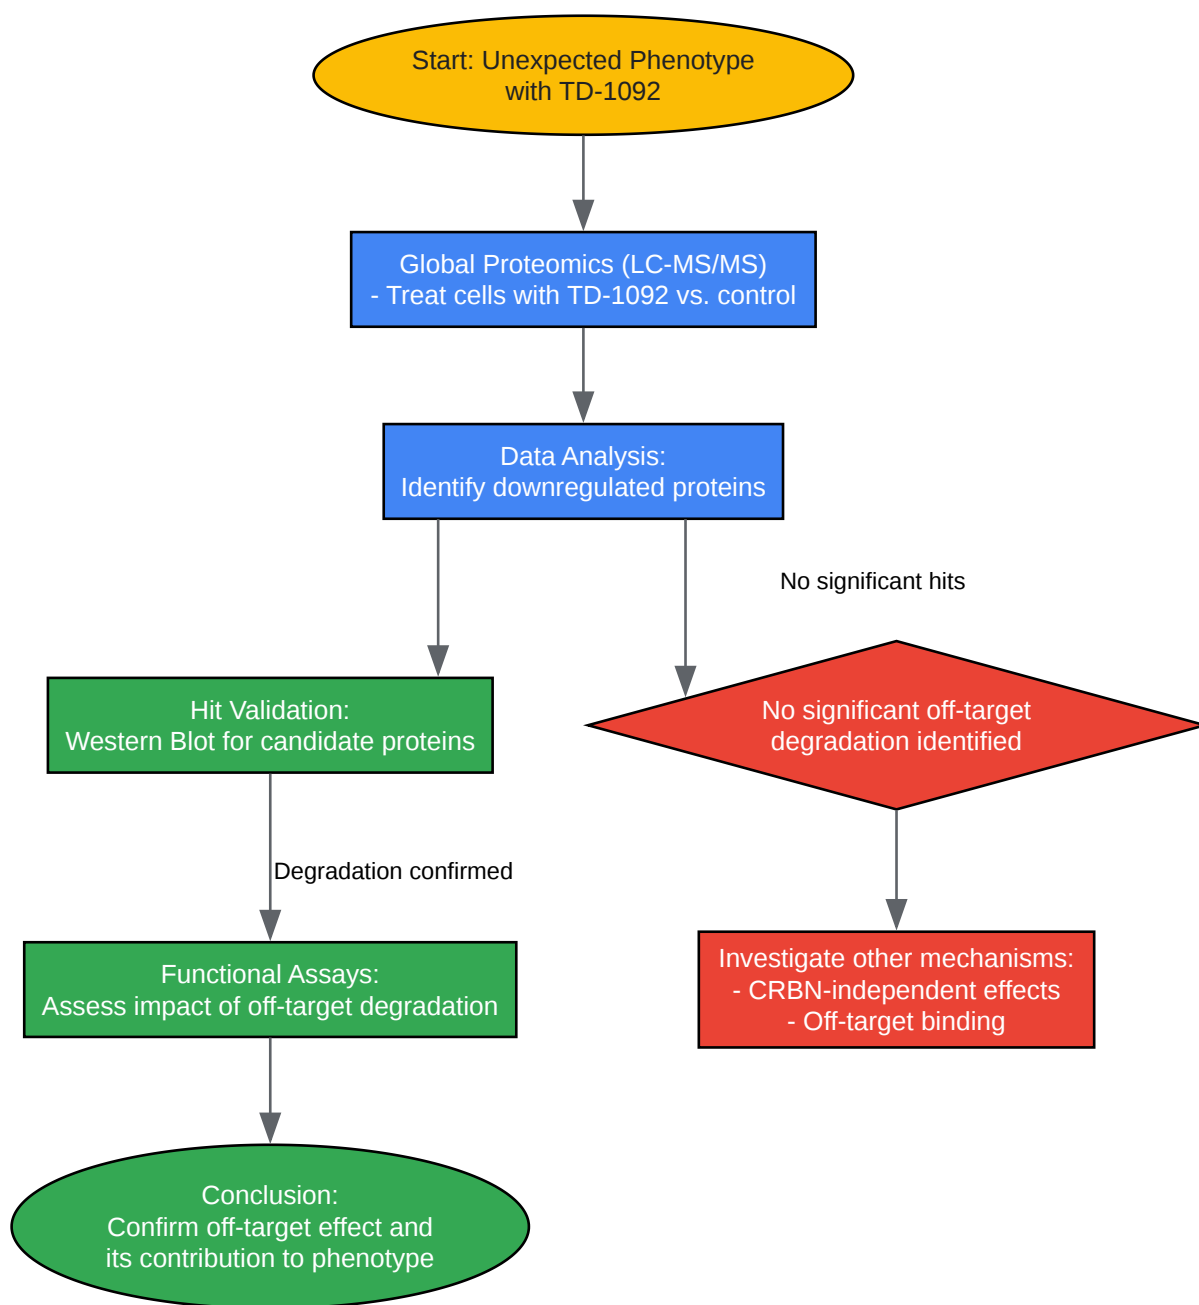 Start: Unexpected Phenotype
with TD-1092
Global Proteomics (LC-MS/MS)
- Treat cells with TD-1092 vs. control
Data Analysis:
Identify downregulated proteins
No significant hits
Hit Validation:
Western Blot for candidate proteins
No significant off-target
degradation identified
Degradation confirmed
Functional Assays:
Assess impact of off-target degradation
Investigate other mechanisms:
- CRBN-independent effects
- Off-target binding
Conclusion:
Confirm off-target effect and
its contribution to phenotype